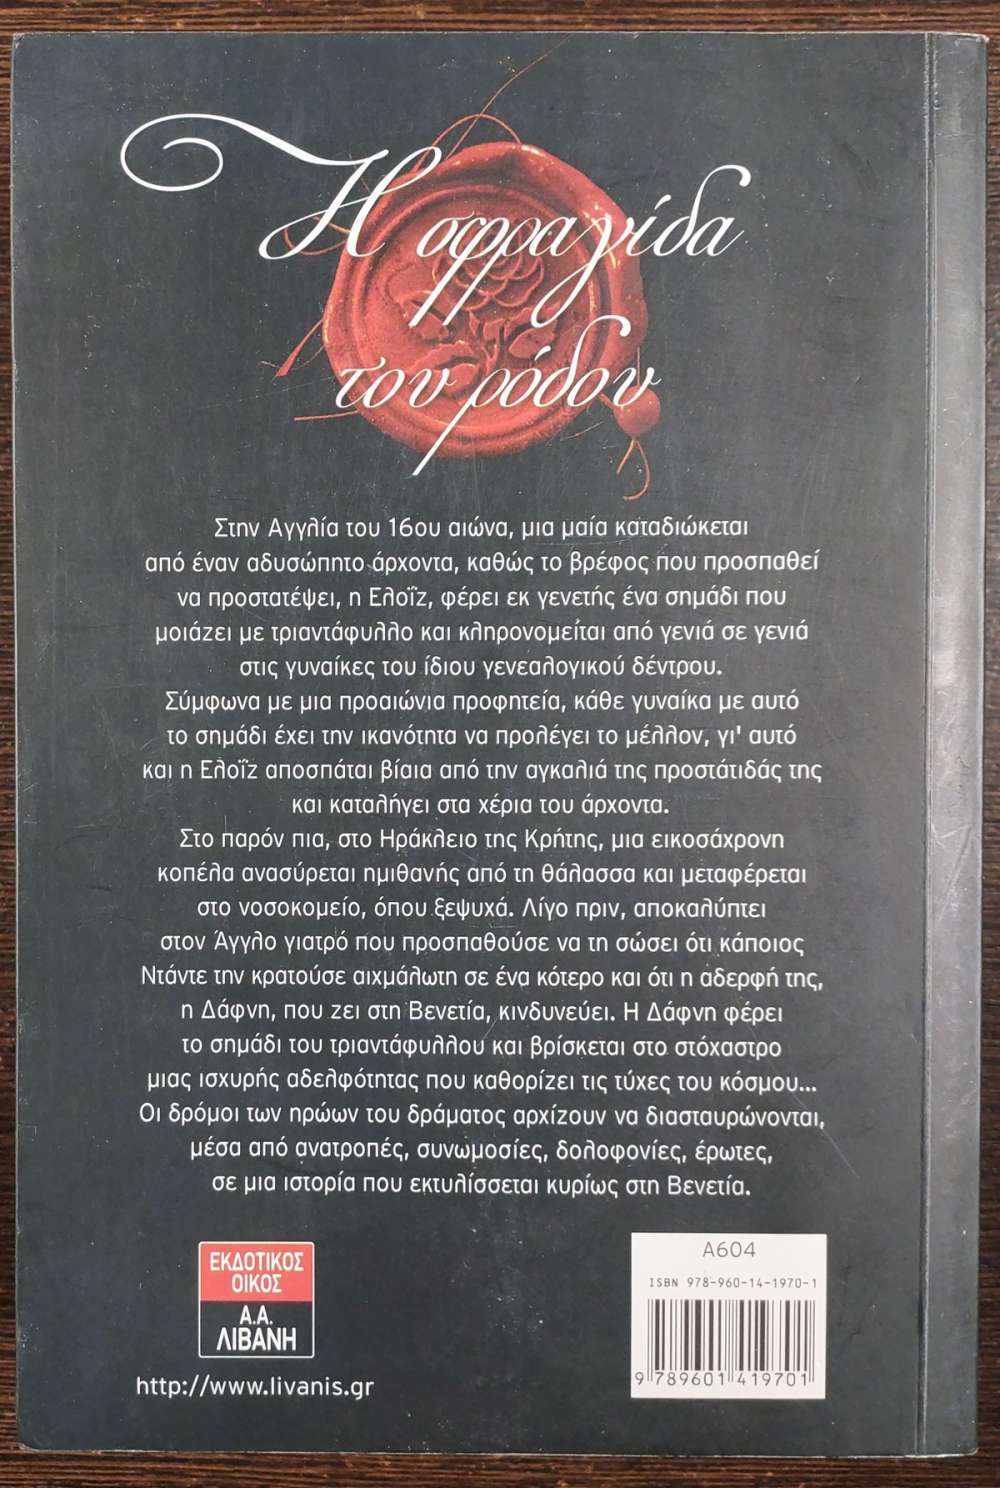 Η σφραγίδα
του ρόδου
Στην Αγγλία του 16ου αιώνα, μια μαία καταδιώκεται
από έναν αδυσώπητο άρχοντα, καθώς το βρέφος που προσπαθεί
να προστατέψει, η Ελοΐζ, φέρει εκ γενετής ένα σημάδι που
μοιάζει με τριαντάφυλλο και κληρονομείται από γενιά σε γενιά
στις γυναίκες του ίδιου γενεαλογικού δέντρου.
Σύμφωνα με μια προαιώνια προφητεία, κάθε γυναίκα με αυτό
το σημάδι έχει την ικανότητα να προλέγει το μέλλον, γι' αυτό
και η Ελοΐζ αποσπάται βίαια από την αγκαλιά της προστάτιδάς της
και καταλήγει στα χέρια του άρχοντα.
Στο παρόν πια, στο Ηράκλειο της Κρήτης, μια εικοσάχρονη
κοπέλα ανασύρεται ημιθανής από τη θάλασσα και μεταφέρεται
στο νοσοκομείο, όπου ξεψυχά. Λίγο πριν, αποκαλύπτει
στον Άγγλο γιατρό που προσπαθούσε να τη σώσει ότι κάποιος
Ντάντε την κρατούσε αιχμάλωτη σε ένα κότερο και ότι η αδερφή της,
η Δάφνη, που ζει στη Βενετία, κινδυνεύει. Η Δάφνη φέρει
το σημάδι του τριαντάφυλλου και βρίσκεται στο στόχαστρο
μιας ισχυρής αδελφότητας που καθορίζει τις τύχες του κόσμου...
Οι δρόμοι των ηρώων του δράματος αρχίζουν να διασταυρώνονται,
μέσα από ανατροπές, συνωμοσίες, δολοφονίες, έρωτες,
σε μια ιστορία που εκτυλίσσεται κυρίως στη Βενετία.
ΕΚΔΟΤΙΚΟΣ
ΟΙΚΟΣ
Α.Α.
ΛΙΒΑΝΗ
http://www.livanis.gr
A604
ISBN 978-960-14-1970-1
9 789601 419701